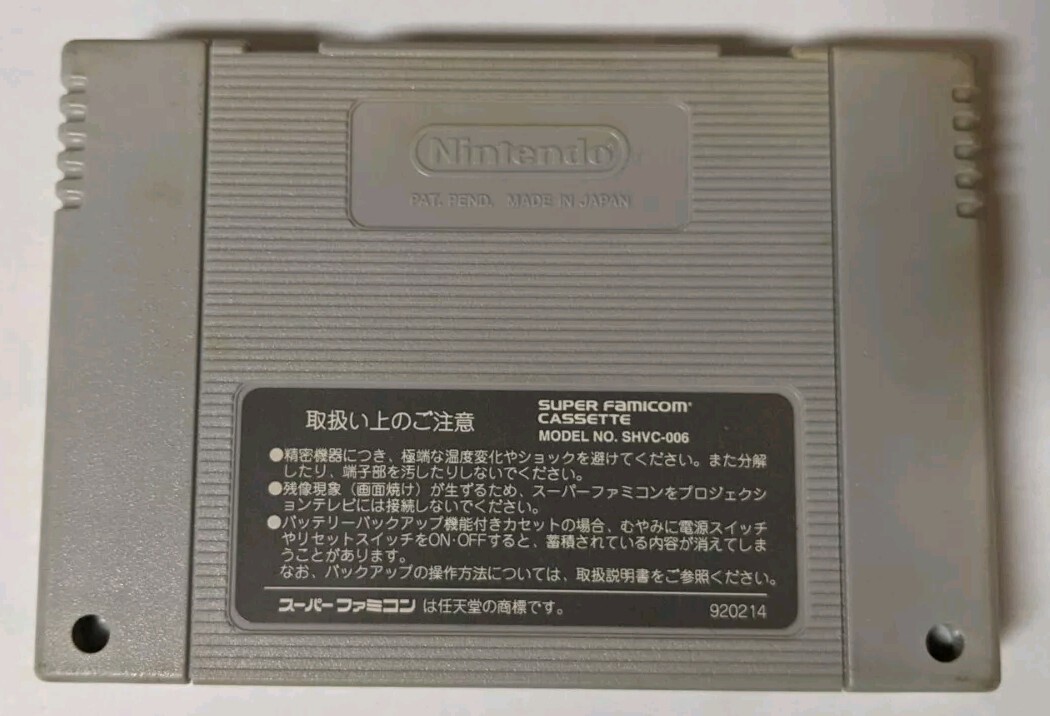 Nintendo®
PAT. PEND. MADE IN JAPAN
取扱い上のご注意
SUPER FAMICOM®
CASSETTE
MODEL NO. SHVC-006
●精密機器につき、極端な温度変化やショックを避けてください。また分解
したり、端子部を汚したりしないでください。
●残像現象（画面焼け）が生ずるため、スーパーファミコンをプロジェクシ
ョンテレビには接続しないでください。
●バッテリーバックアップ機能付きカセットの場合、むやみに電源スイッチ
やリセットスイッチをON・OFFすると、蓄積されている内容が消えてしま
うことがあります。
なお、バックアップの操作方法については、取扱説明書をご参照ください。
スーパーファミコン は任天堂の商標です。
920214